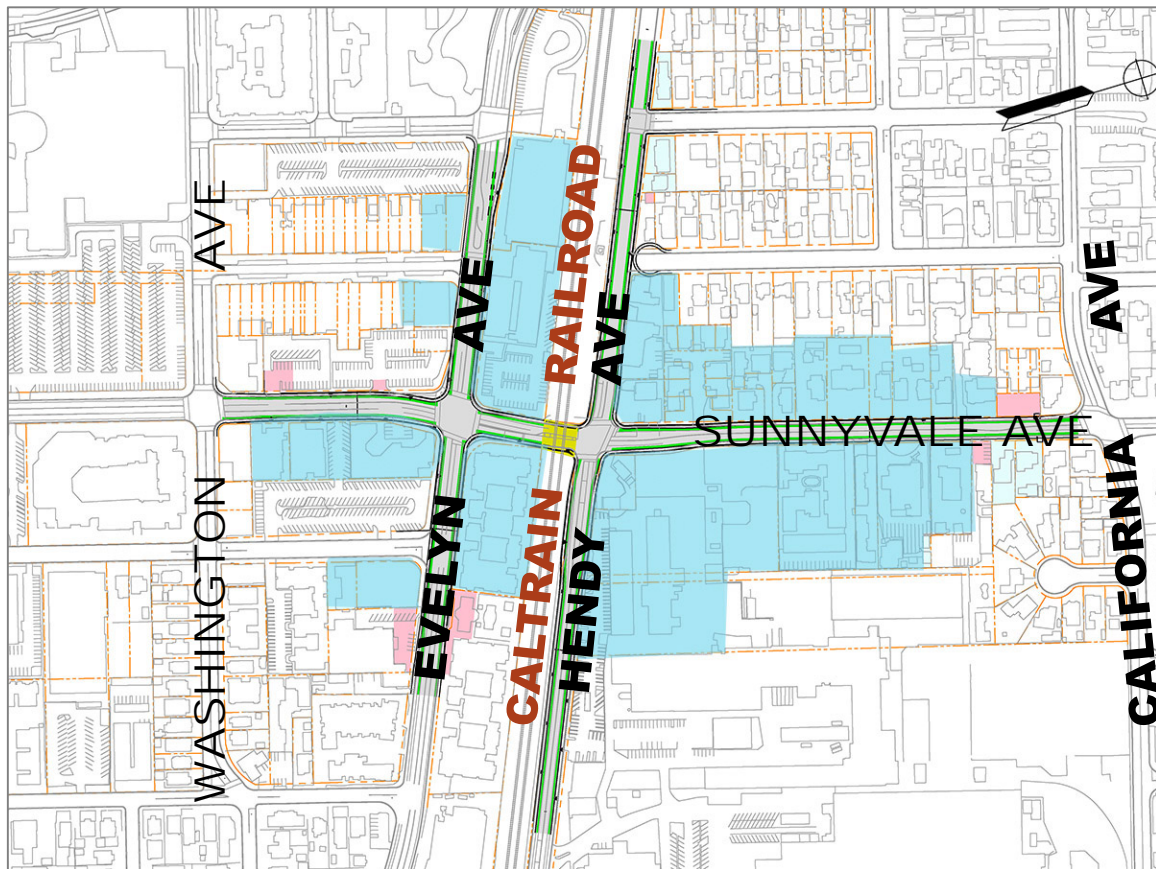 WASHINGTON AVE
EVELYN AVE
CALTRAIN RAILROAD
HENDY AVE
SUNNYVALE AVE
CALIFORNIA AVE